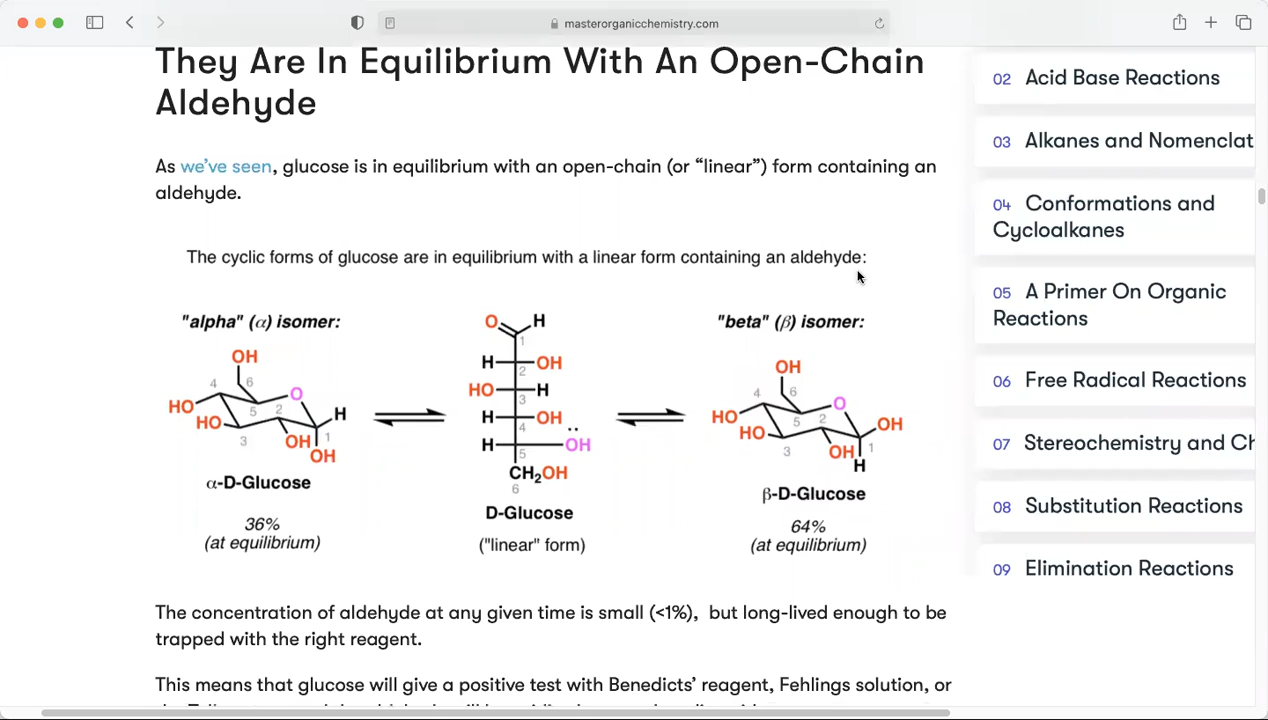 masterorganicchemistry.com
They Are In Equilibrium With An Open-Chain
Aldehyde
As we've seen, glucose is in equilibrium with an open-chain (or “linear”) form containing an
aldehyde.
The cyclic forms of glucose are in equilibrium with a linear form containing an aldehyde:
"alpha" (α) isomer:
OH
4
6
O
HO
5
2
H
HO
3
OH
1
OH
α-D-Glucose
36%
(at equilibrium)
O
H
1
H
OH
2
HO
H
3
H
OH
4
H
OH
5
CH2OH
6
D-Glucose
("linear" form)
"beta" (β) isomer:
OH
4
6
O
HO
5
2
OH
HO
3
OH
1
H
β-D-Glucose
64%
(at equilibrium)
The concentration of aldehyde at any given time is small (<1%), but long-lived enough to be
trapped with the right reagent.
This means that glucose will give a positive test with Benedicts’ reagent, Fehlings solution, or
02 Acid Base Reactions
03 Alkanes and Nomenclat
04 Conformations and
Cycloalkanes
05 A Primer On Organic
Reactions
06 Free Radical Reactions
07 Stereochemistry and Ch
08 Substitution Reactions
09 Elimination Reactions